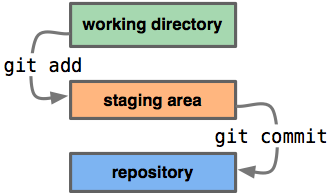 working directory
git add
staging area
git commit
repository